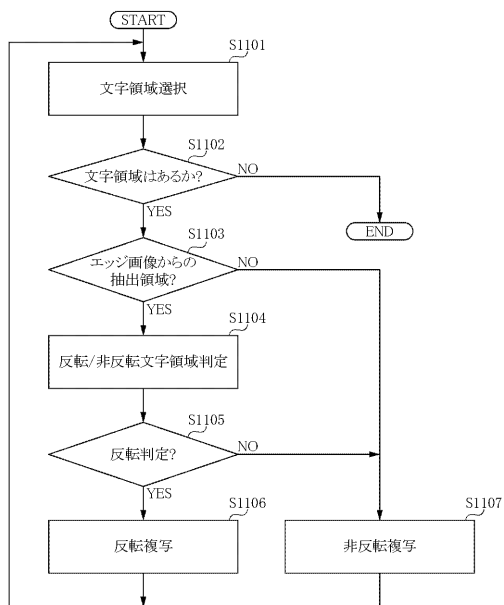 START
S1101
文字領域選択
S1102
文字領域はあるか?
NO
YES
END
S1103
エッジ画像からの
抽出領域?
NO
YES
S1104
反転/非反転文字領域判定
S1105
反転判定?
NO
YES
S1106
反転複写
S1107
非反転複写